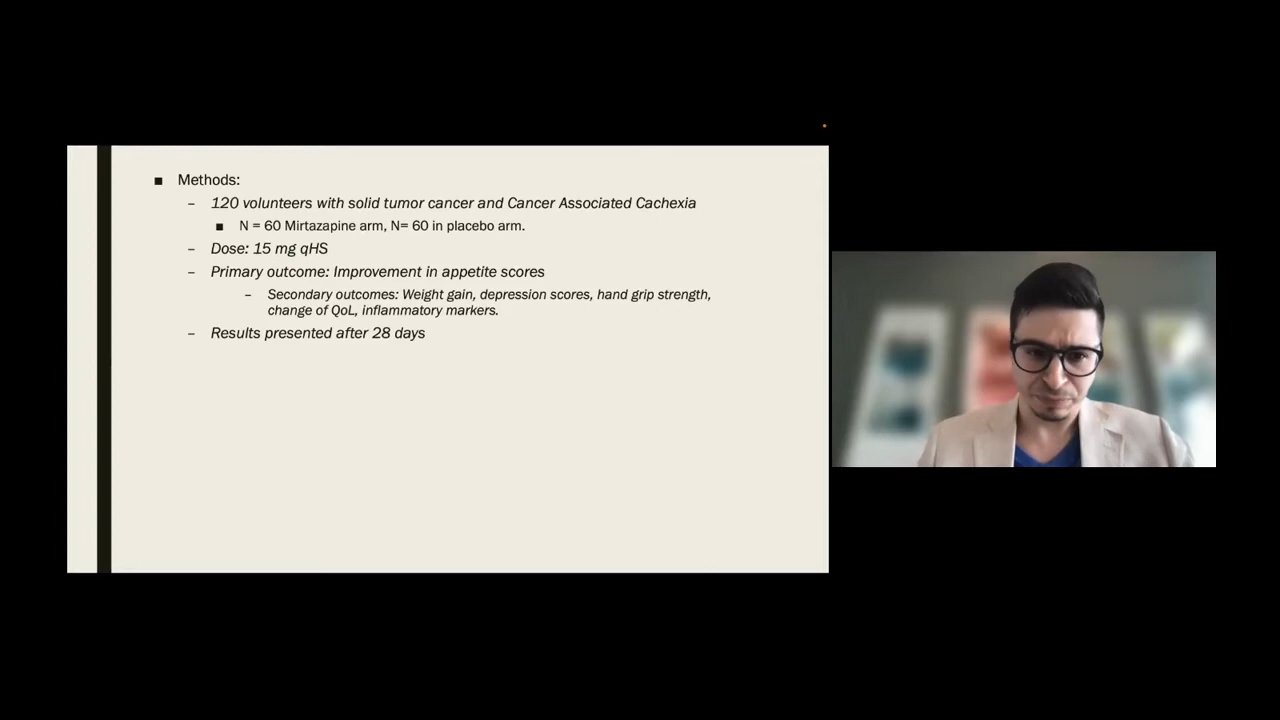 Methods:
120 volunteers with solid tumor cancer and Cancer Associated Cachexia
N = 60 Mirtazapine arm, N= 60 in placebo arm.
Dose: 15 mg qHS
Primary outcome: Improvement in appetite scores
Secondary outcomes: Weight gain, depression scores, hand grip strength,
change of QoL, inflammatory markers.
Results presented after 28 days